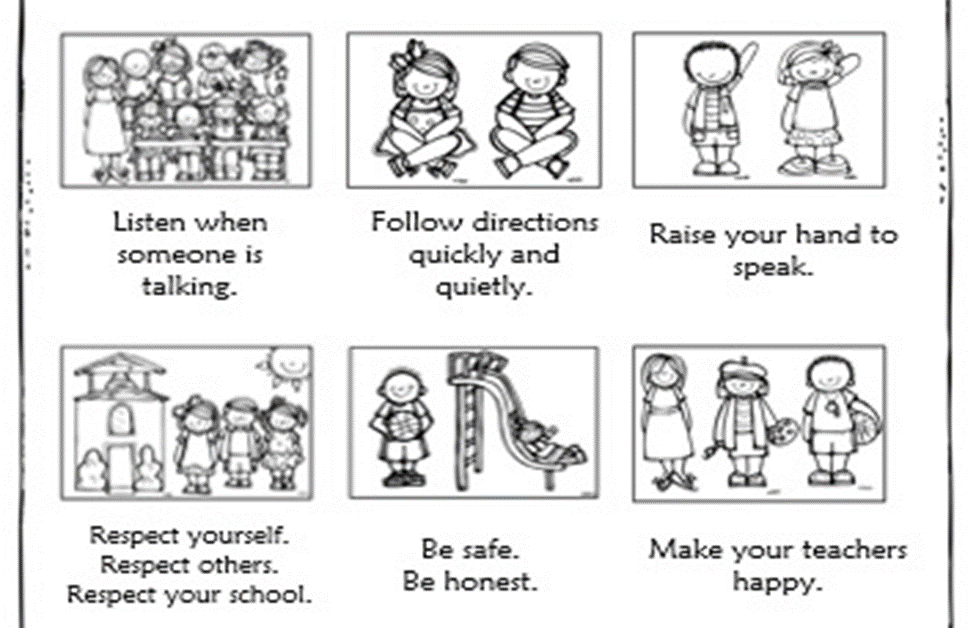 Listen when
someone is
talking.
Follow directions
quickly and
quietly.
Raise your hand to
speak.
Respect yourself.
Respect others.
Respect your school.
Be safe.
Be honest.
Make your teachers
happy.